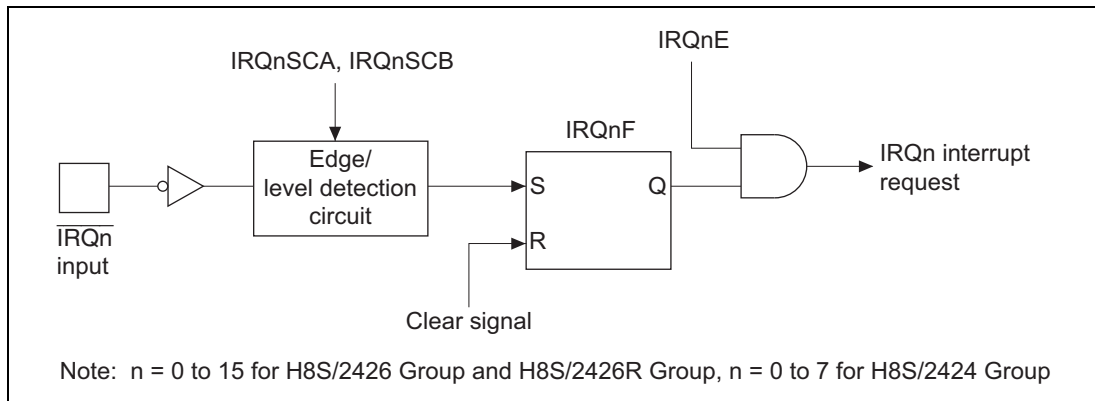 IRQnE
IRQnSCA, IRQnSCB
IRQnF
Edge/
level detection
circuit
S
Q
R
IRQn interrupt
request
IRQn
input
Clear signal
Note: n = 0 to 15 for H8S/2426 Group and H8S/2426R Group, n = 0 to 7 for H8S/2424 Group